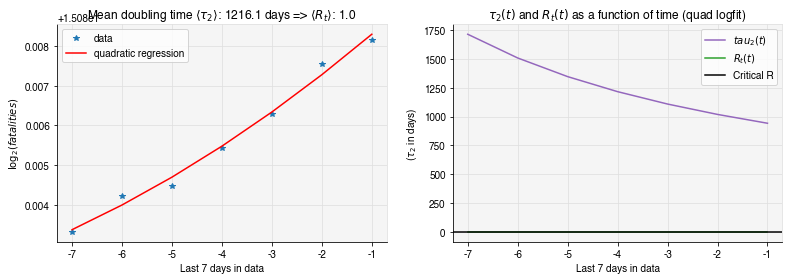 Mean doubling time ⟨τ₂⟩: 1216.1 days => ⟨Rₜ⟩: 1.0
data
quadratic regression
0.008
0.007
0.006
0.005
0.004
log₂(fatalities)
-7 -6 -5 -4 -3 -2 -1
Last 7 days in data
τ₂(t) and Rₜ(t) as a function of time (quad logfit)
tau₂(t)
Rₜ(t)
Critical R
1750
1500
1250
1000
750
500
250
0
(τ₂ in days)
-7 -6 -5 -4 -3 -2 -1
Last 7 days in data